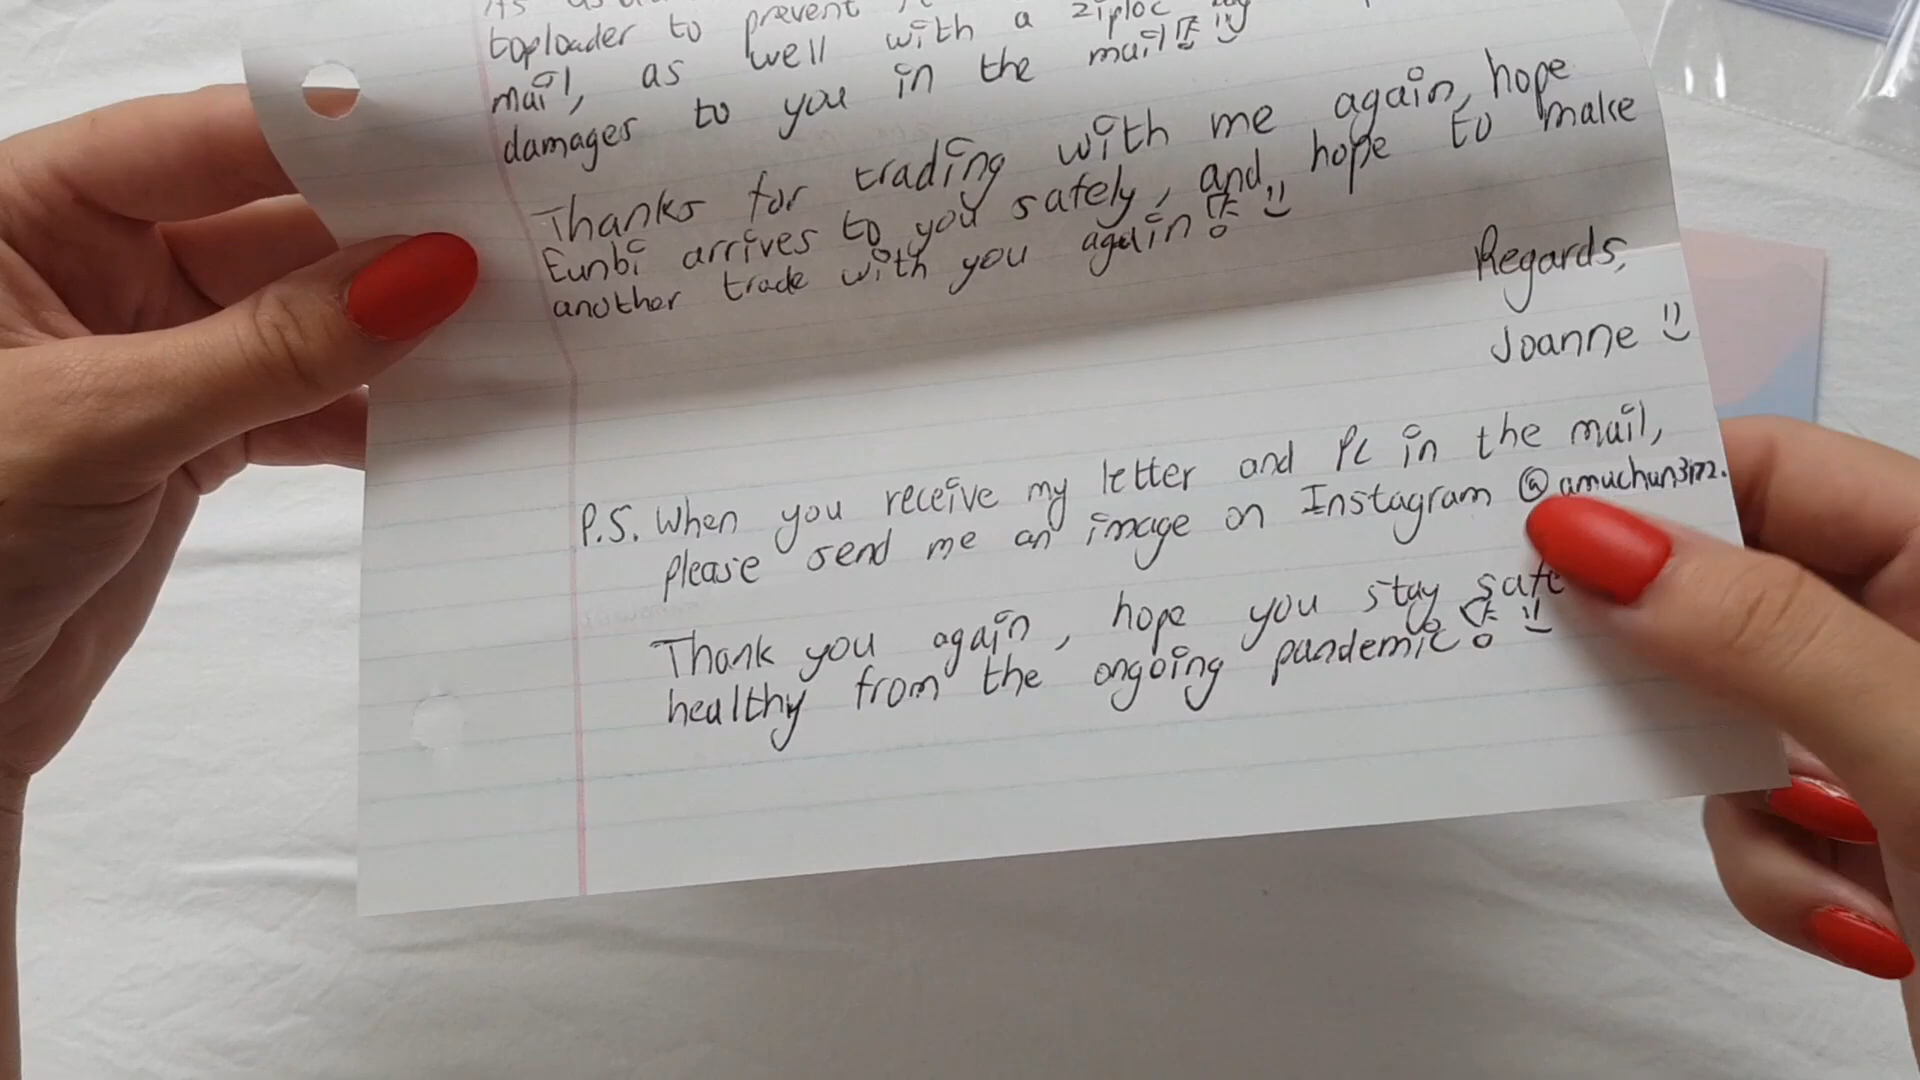 toploader to prevent
mail, as well with a ziploc
damages to you in the mail!! :)
Thanks for trading with me again, hope
Eunbi arrives to you safely, and hope to make
another trade with you again!! :)
Regards,
Joanne :)
P.S. When you receive my letter and PC in the mail,
please send me an image on Instagram
Thank you again, hope you stay safe
healthy from the ongoing pandemic!! :)